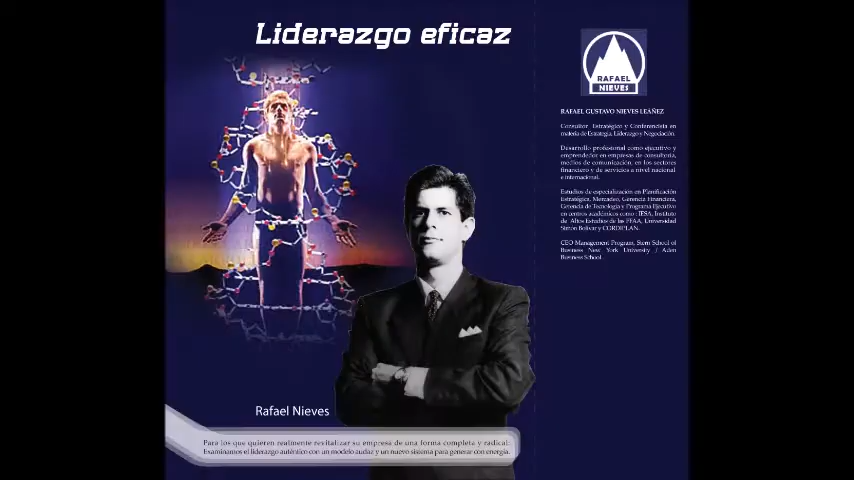 Liderazgo eficaz
RAFAEL
NIEVES
RAFAEL GUSTAVO NIEVES LEAÑEZ
Consultor Estratégico y Conferencista en
materia de Estrategia, Liderazgo y Negociación.
Desarrollo profesional como ejecutivo y
emprendedor, en empresas de consultoría,
medios de comunicación, en los sectores
financiero y de servicios a nivel nacional
e internacional.
Estudios de especialización en Planificación
Estratégica, Mercadeo, Gerencia Financiera,
Gerencia de Tecnología y Programa Ejecutivo
en centros académicos como : IESA, Instituto
de Altos Estudios de las FFAA, Universidad
Simón Bolívar y CORDIPLAN.
CEO Management Program, Stern School of
Business New York University / Aden
Business School.
Rafael Nieves
Para los que quieren realmente revitalizar su empresa de una forma completa y radical:
Examinamos el liderazgo auténtico con un modelo audaz y un nuevo sistema para generar con energía.